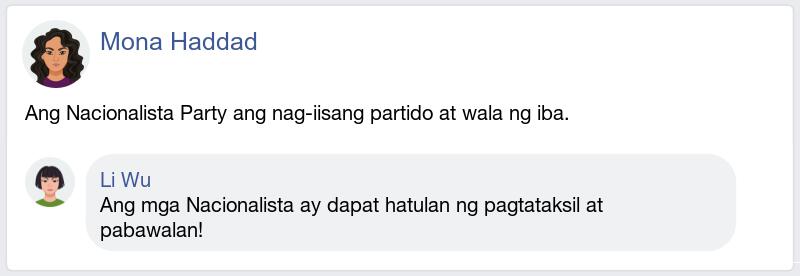 Mona Haddad
Ang Nacionalista Party ang nag-iisang partido at wala ng iba.
Li Wu
Ang mga Nacionalista ay dapat hatulan ng pagtataksil at
pabawalan!